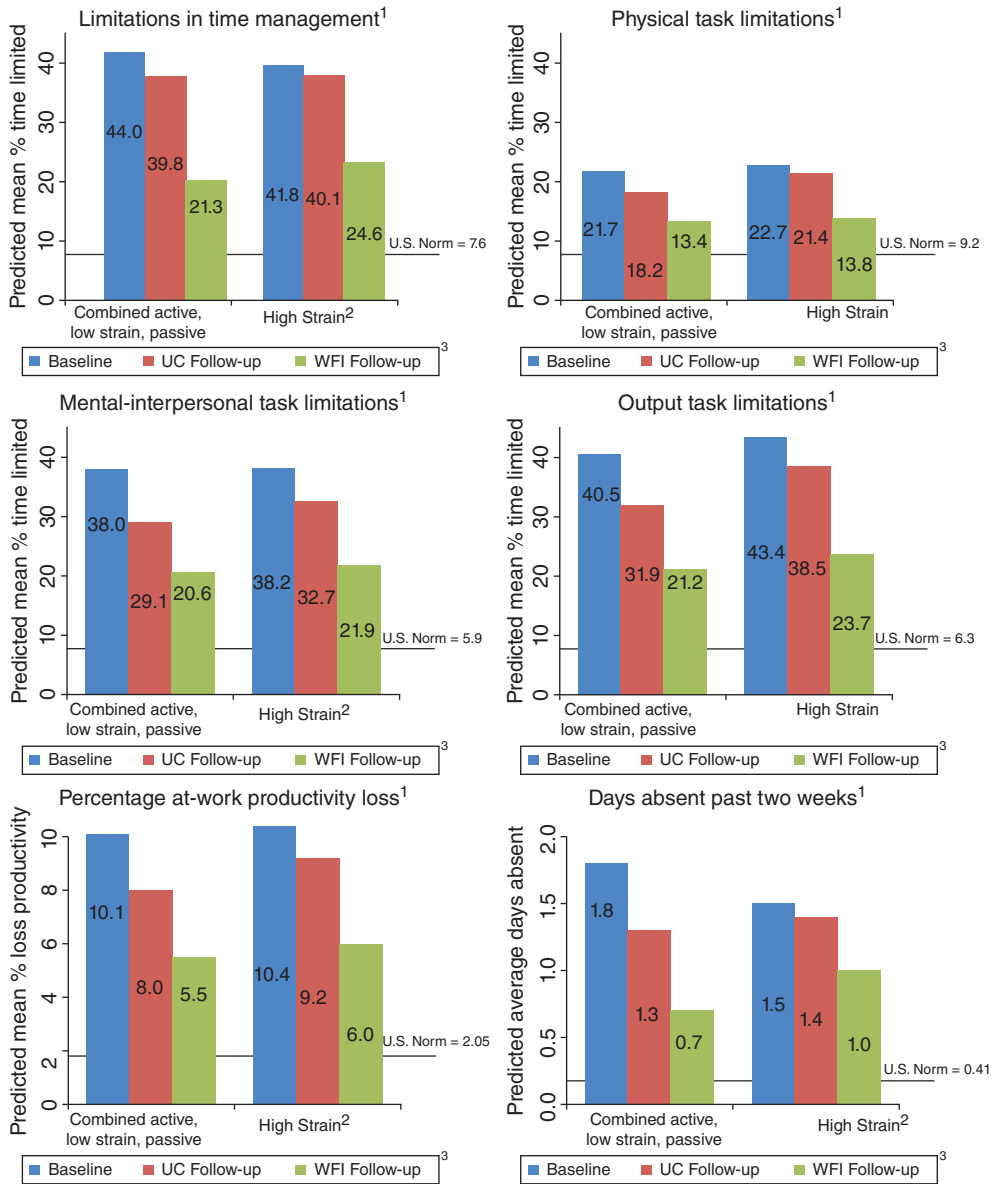 Limitations in time management1
Predicted mean % time limited
40
30
20
10
0
44.0
39.8
21.3
41.8
40.1
24.6
U.S. Norm = 7.6
Combined active,
low strain, passive
High Strain2
Baseline UC Follow-up WFI Follow-up 3
Physical task limitations1
Predicted mean % time limited
40
30
20
10
0
21.7
18.2
13.4
22.7
21.4
13.8
U.S. Norm = 9.2
Combined active,
low strain, passive
High Strain
Baseline UC Follow-up WFI Follow-up 3
Mental-interpersonal task limitations1
Predicted mean % time limited
40
30
20
10
0
38.0
29.1
20.6
38.2
32.7
21.9
U.S. Norm = 5.9
Combined active,
low strain, passive
High Strain2
Baseline UC Follow-up WFI Follow-up 3
Output task limitations1
Predicted mean % time limited
40
30
20
10
0
40.5
31.9
21.2
43.4
38.5
23.7
U.S. Norm = 6.3
Combined active,
low strain, passive
High Strain
Baseline UC Follow-up WFI Follow-up 3
Percentage at-work productivity loss1
Predicted mean % loss productivity
10
8
6
4
2
0
10.1
8.0
5.5
10.4
9.2
6.0
U.S. Norm = 2.05
Combined active,
low strain, passive
High Strain2
Baseline UC Follow-up WFI Follow-up 3
Days absent past two weeks1
Predicted average days absent
2.0
1.5
1.0
0.5
0.0
1.8
1.3
0.7
1.5
1.4
1.0
U.S. Norm = 0.41
Combined active,
low strain, passive
High Strain2
Baseline UC Follow-up WFI Follow-up 3